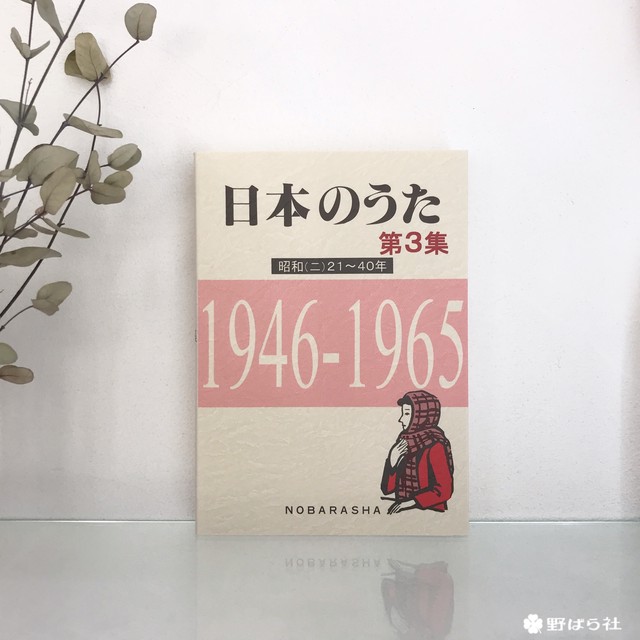 日本のうた
第3集
昭和(二)21〜40年
1946-1965
NOBARASHA
野ばら社